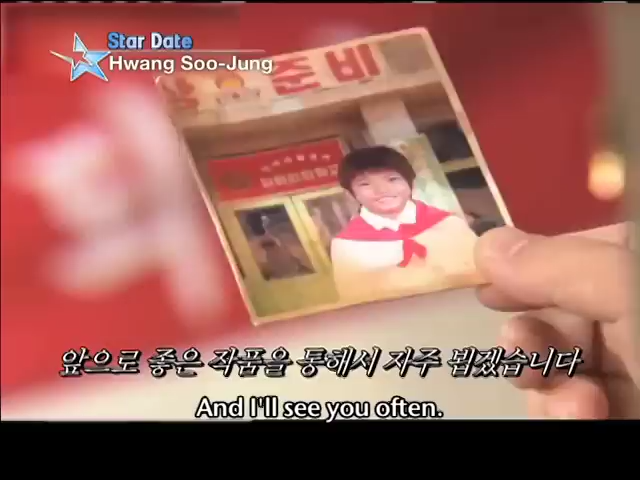 Star Date
Hwang Soo-Jung
준비
앞으로 좋은 작품을 통해서 자주 뵙겠습니다
And I'll see you often.